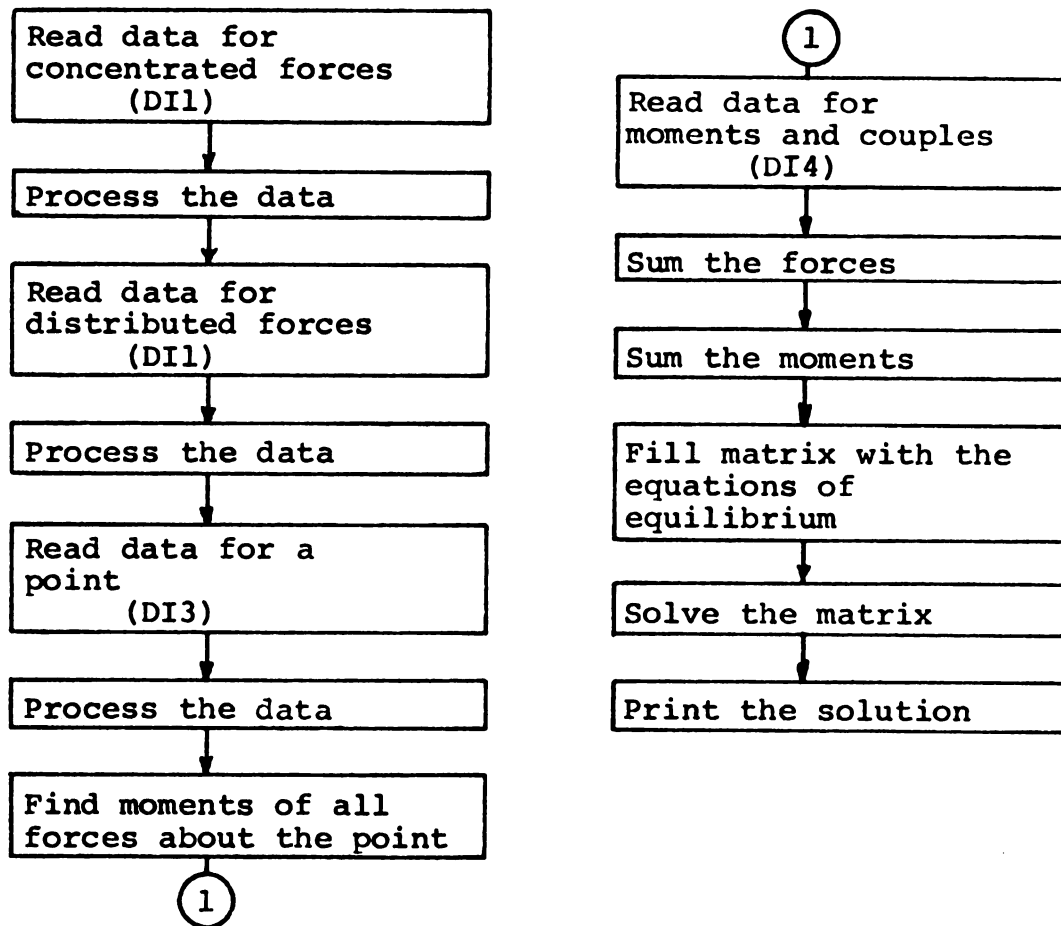 Read data for
concentrated forces
(DI1)
Process the data
Read data for
distributed forces
(DI1)
Process the data
Read data for a
point
(DI3)
Process the data
Find moments of all
forces about the point
1
1
Read data for
moments and couples
(DI4)
Sum the forces
Sum the moments
Fill matrix with the
equations of
equilibrium
Solve the matrix
Print the solution